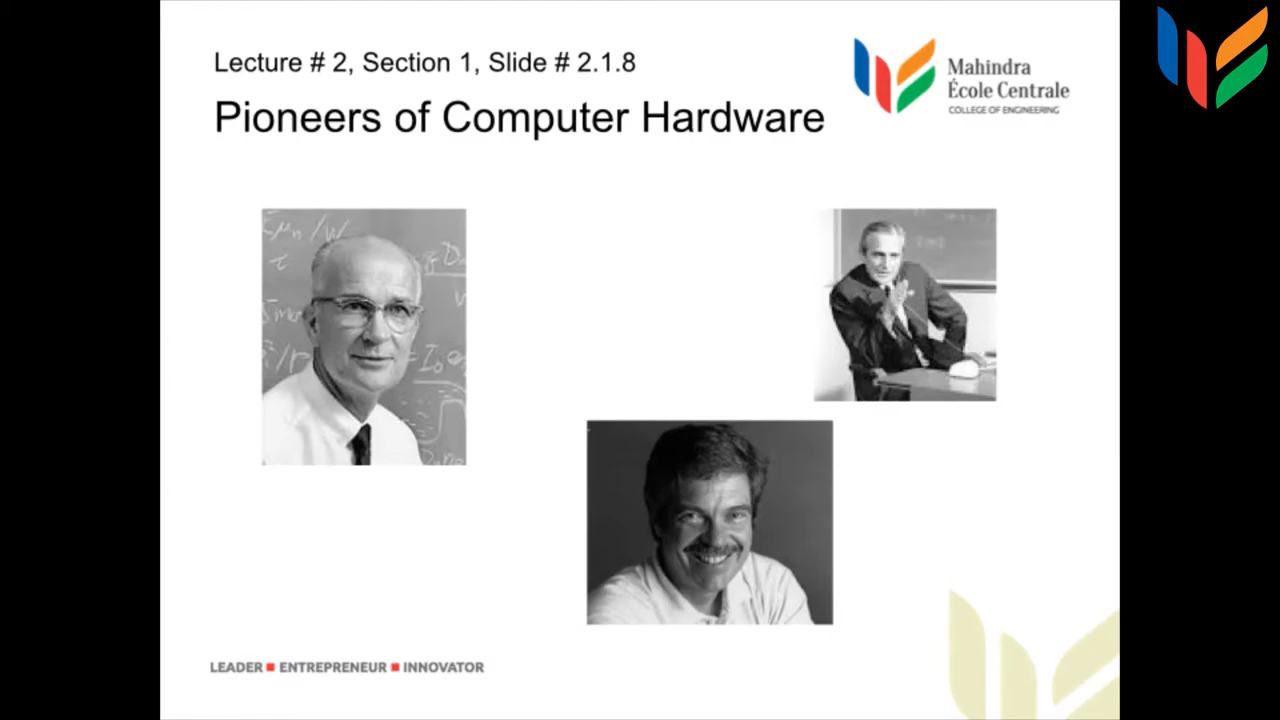 Lecture # 2, Section 1, Slide # 2.1.8
Pioneers of Computer Hardware
Mahindra
École Centrale
COLLEGE OF ENGINEERING
LEADER ■ ENTREPRENEUR ■ INNOVATOR